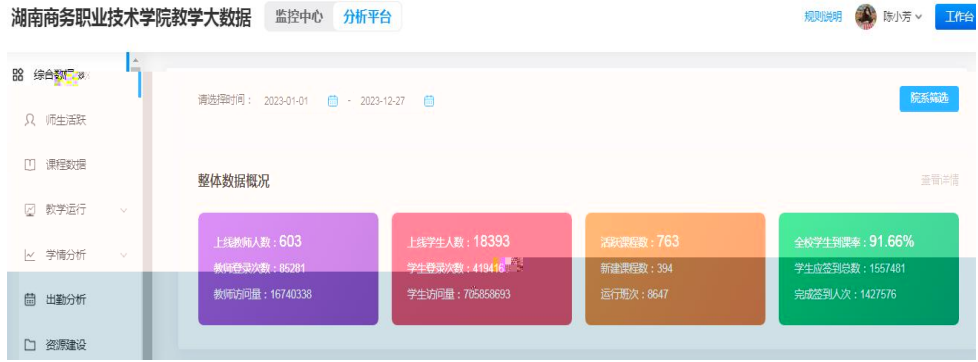 湖南商务职业技术学院教学大数据
监控中心
分析平台
规则说明
陈小芳
工作台
综合数
请选择时间： 2023-01-01 - 2023-12-27
院系筛选
师生活跃
课程数据
整体数据概况
查看详情
教学运行
学情分析
出勤分析
资源建设
上线教师人数：603
教师登录次数：85281
教师访问量：16740338
上线学生人数：18393
学生登录次数：419416
学生访问量：705858693
活跃课程数：763
新建课程数：394
运行班次：8647
全校学生到课率：91.66%
学生应签到总数：1557481
完成签到人次：1427576